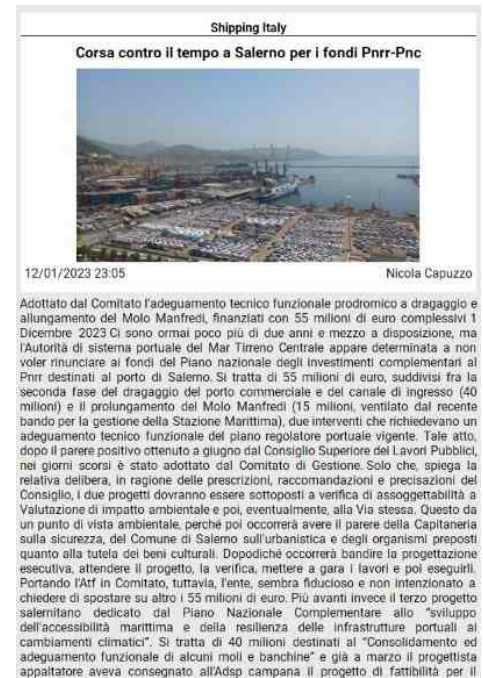 Shipping Italy
Corsa contro il tempo a Salerno per i fondi Pnrr-Pnc
12/01/2023 23:05
Nicola Capuzzo
Adottato dal Comitato l'adeguamento tecnico funzionale prodromico a dragaggio e
allungamento del Molo Manfredi, finanziati con 55 milioni di euro complessivi 1
Dicembre 2023 Ci sono ormai poco più di due anni e mezzo a disposizione, ma
l'Autorità di sistema portuale del Mar Tirreno Centrale appare determinata a non
voler rinunciare ai fondi del Piano nazionale degli investimenti complementari al
Pnrr destinati al porto di Salerno. Si tratta di 55 milioni di euro, suddivisi fra la
seconda fase del dragaggio del porto commerciale e del canale di ingresso (40
milioni) e il prolungamento del Molo Manfredi (15 milioni, ventilato dal recente
bando per la gestione della Stazione Marittima), due interventi che richiedevano un
adeguamento tecnico funzionale del piano regolatore portuale vigente. Tale atto,
dopo il parere positivo ottenuto a giugno dal Consiglio Superiore dei Lavori Pubblici,
nei giorni scorsi è stato adottato dal Comitato di Gestione. Solo che, spiega la
relativa delibera, in ragione delle prescrizioni, raccomandazioni e precisazioni del
Consiglio, i due progetti dovranno essere sottoposti a verifica di assoggettabilità a
Valutazione di impatto ambientale e poi, eventualmente, alla Via stessa. Questo da
un punto di vista ambientale, perché poi occorrerà avere il parere della Capitaneria
sulla sicurezza, del Comune di Salerno sull'urbanistica e degli organismi preposti
quanto alla tutela dei beni culturali. Dopodiché occorrerà bandire la progettazione
esecutiva, attendere il progetto, la verifica, mettere a gara i lavori e poi eseguirli.
Portando l'Atf in Comitato, tuttavia, l'ente, sembra fiducioso e non intenzionato a
chiedere di spostare su altro i 55 milioni di euro. Più avanti invece il terzo progetto
salernitano dedicato dal Piano Nazionale Complementare allo "sviluppo
dell'accessibilità marittima e della resilienza delle infrastrutture portuali ai
cambiamenti climatici". Si tratta di 40 milioni destinati al "Consolidamento ed
adeguamento funzionale di alcuni moli e banchine" e già a marzo il progettista
appaltatore aveva consegnato all'Adsp campana il progetto di fattibilità per il